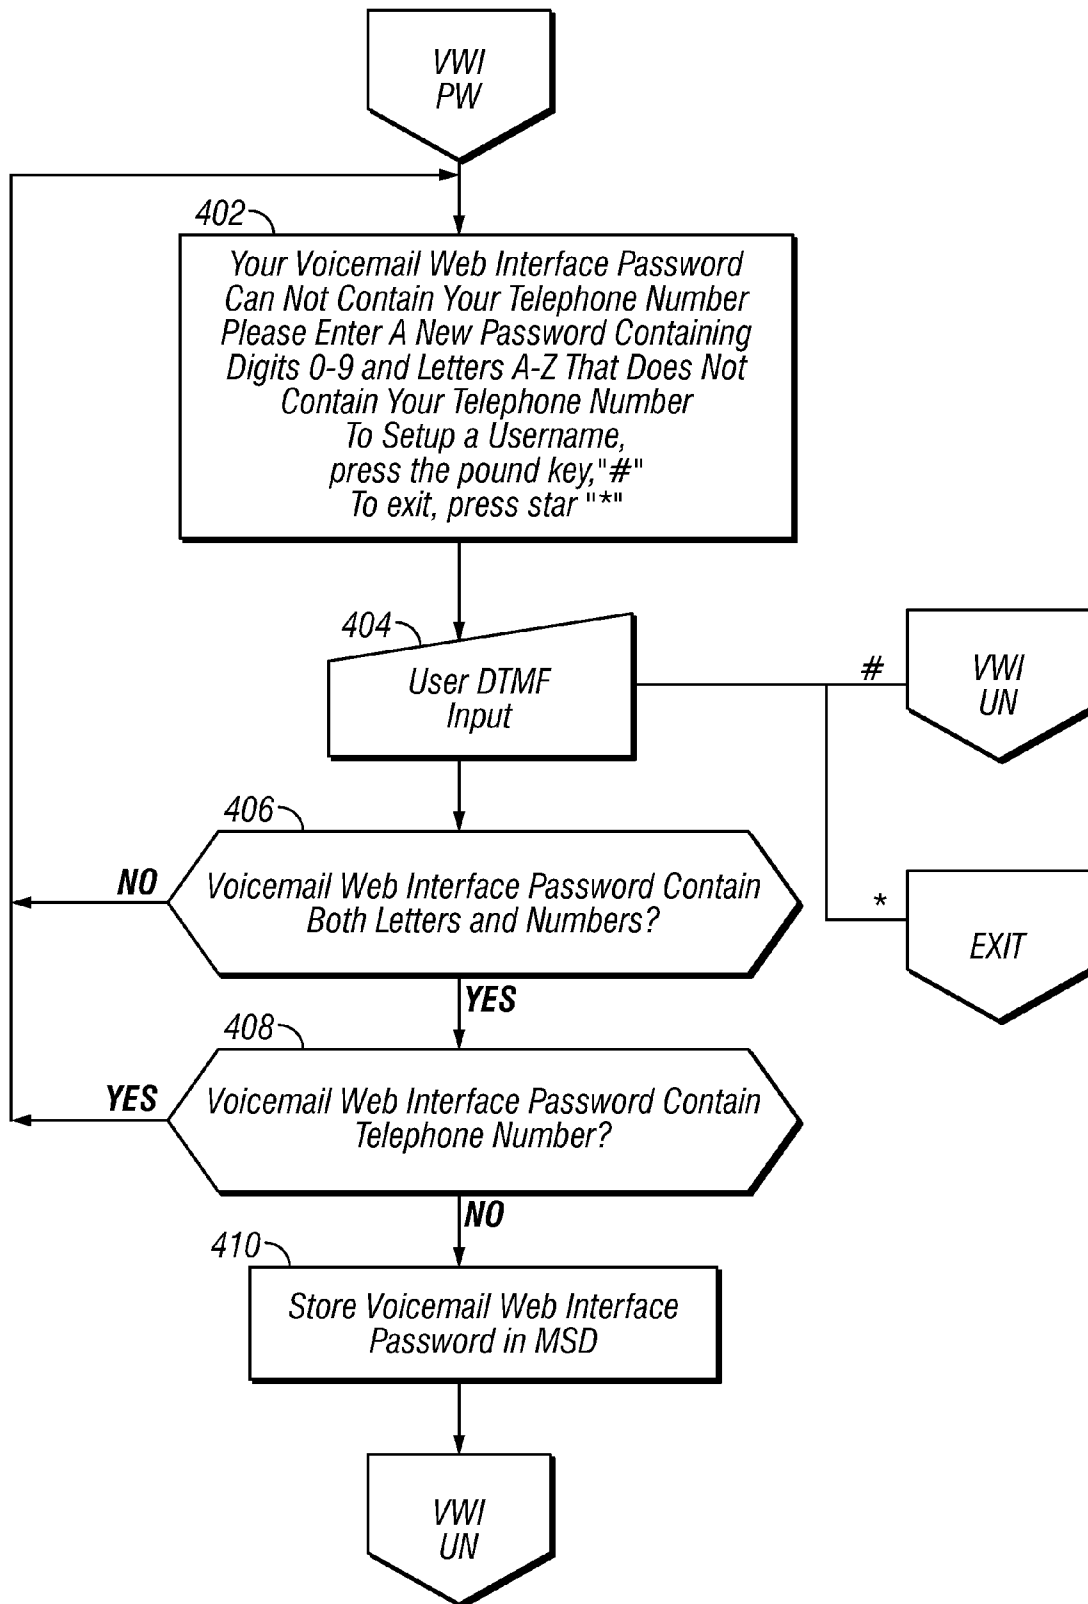 VWI
PW
402
Your Voicemail Web Interface Password
Can Not Contain Your Telephone Number
Please Enter A New Password Containing
Digits 0-9 and Letters A-Z That Does Not
Contain Your Telephone Number
To Setup a Username,
press the pound key,"#"
To exit, press star "*"
404
User DTMF
Input
#
VWI
UN
*
EXIT
406
Voicemail Web Interface Password Contain
Both Letters and Numbers?
NO
YES
408
Voicemail Web Interface Password Contain
Telephone Number?
YES
NO
410
Store Voicemail Web Interface
Password in MSD
VWI
UN